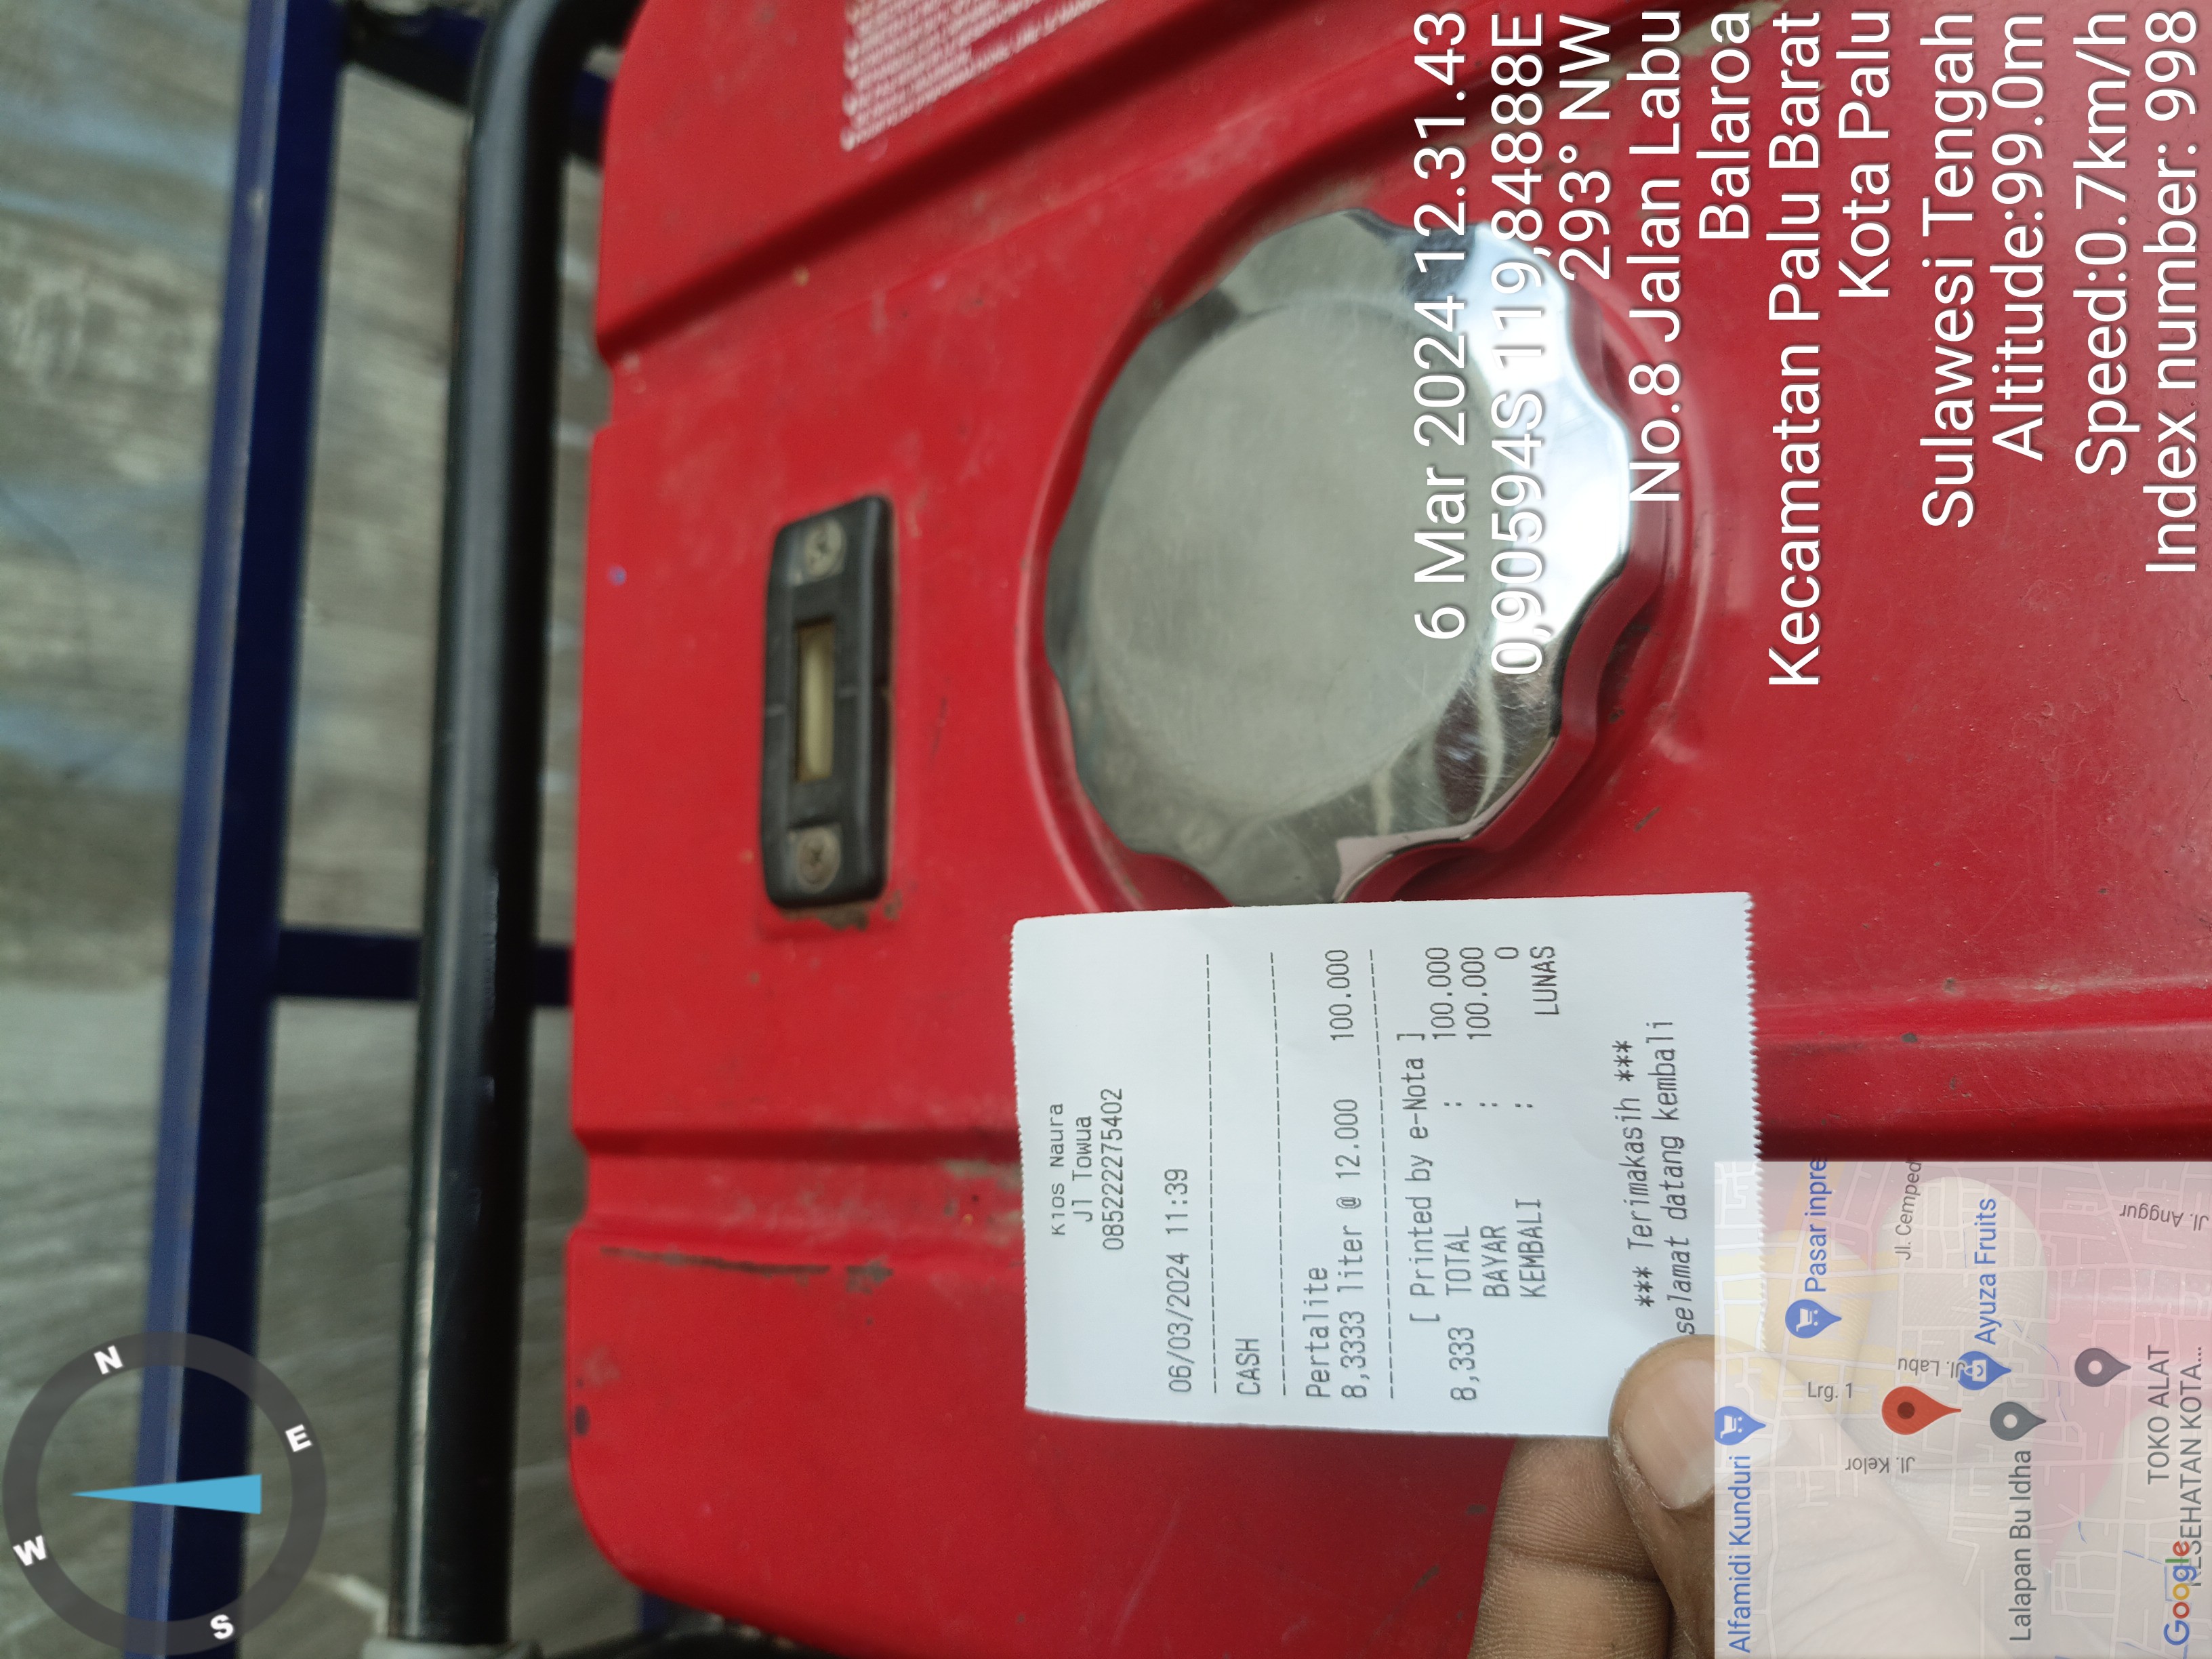 6 Mar 2024 12.31.43
0,90594S 119,84888E
293° NW
No.8 Jalan Labu
Balaroa
Kecamatan Palu Barat
Kota Palu
Sulawesi Tengah
Altitude:99.0m
Speed:0.7km/h
Index number: 998
Kios Naura
Jl Towua
085222275402
06/03/2024 11:39
CASH
Pertalite
8,3333 liter @ 12.000 100.000
[ Printed by e-Nota ]
8,333 TOTAL : 100.000
BAYAR : 100.000
KEMBALI : 0
LUNAS
*** Terimakasih ***
selamat datang kembali
N
E
S
W
Alfamidi Kunduri
Pasar inpre
Lrg. 1
Jl. Cemped
Jl. Labu
Jl. Kelor
Ayuza Fruits
Lalapan Bu Idha
Jl. Anggur
TOKO ALAT
KESEHATAN KOTA...
Google